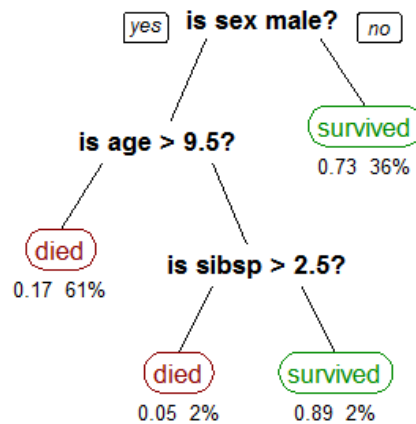 yes is sex male? no
survived
0.73 36%
is age > 9.5?
died
0.17 61%
is sibsp > 2.5?
died survived
0.05 2% 0.89 2%